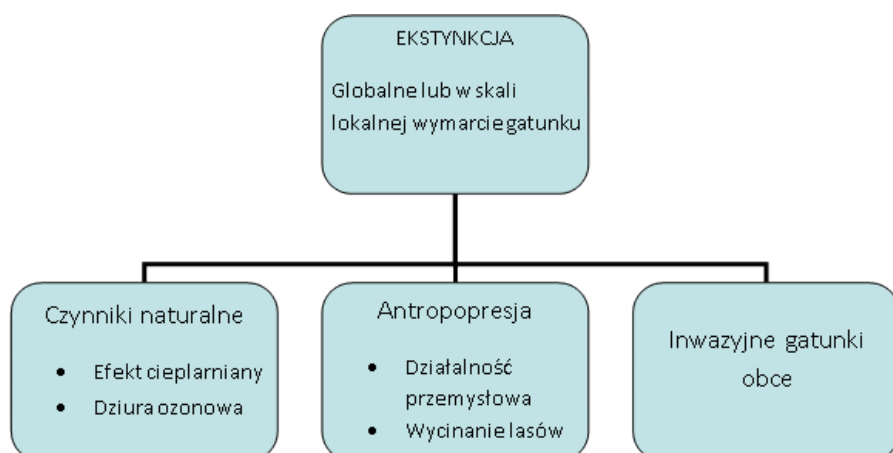 EKSTYNKCJA
Globalne lub w skali
lokalnej wymarcie gatunku
Czynniki naturalne
• Efekt cieplarniany
• Dziura ozonowa
Antropopresja
• Działalność
przemysłowa
• Wycinanie lasów
Inwazyjne gatunki
obce